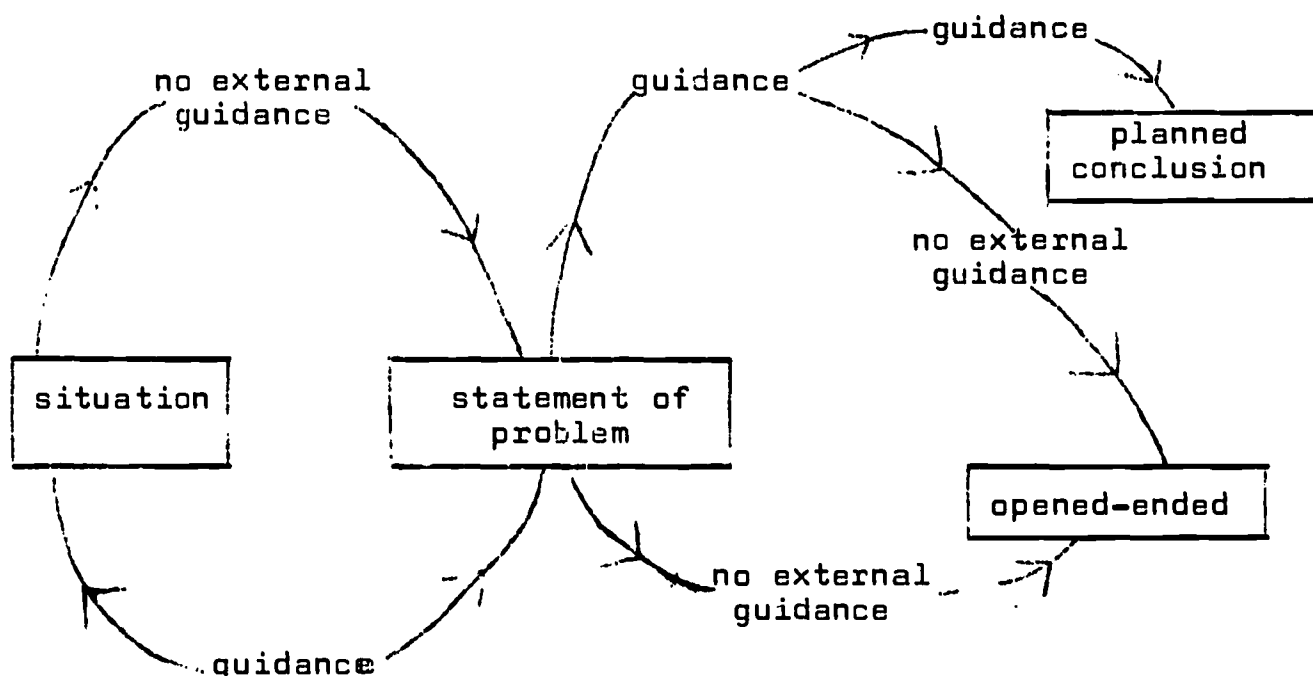 guidance
no external
guidance
guidance
planned
conclusion
no external
guidance
situation
statement of
problem
opened-ended
no external
guidance
guidance